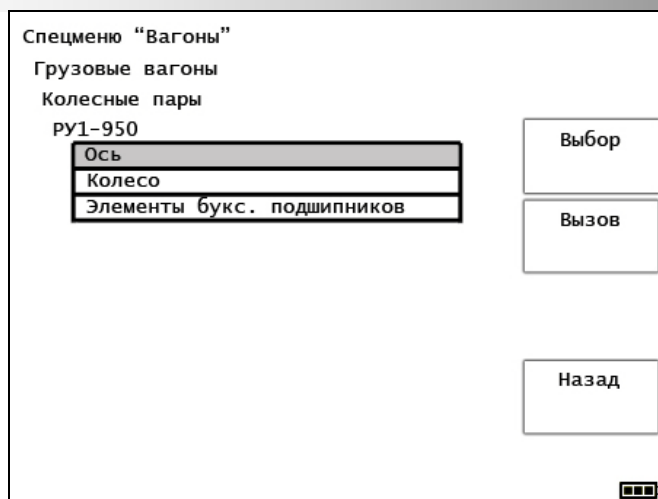 Спецменю “Вагоны”
Грузовые вагоны
Колесные пары
РУ1-950
Ось
Колесо
Элементы букс. подшипников
Выбор
Вызов
Назад